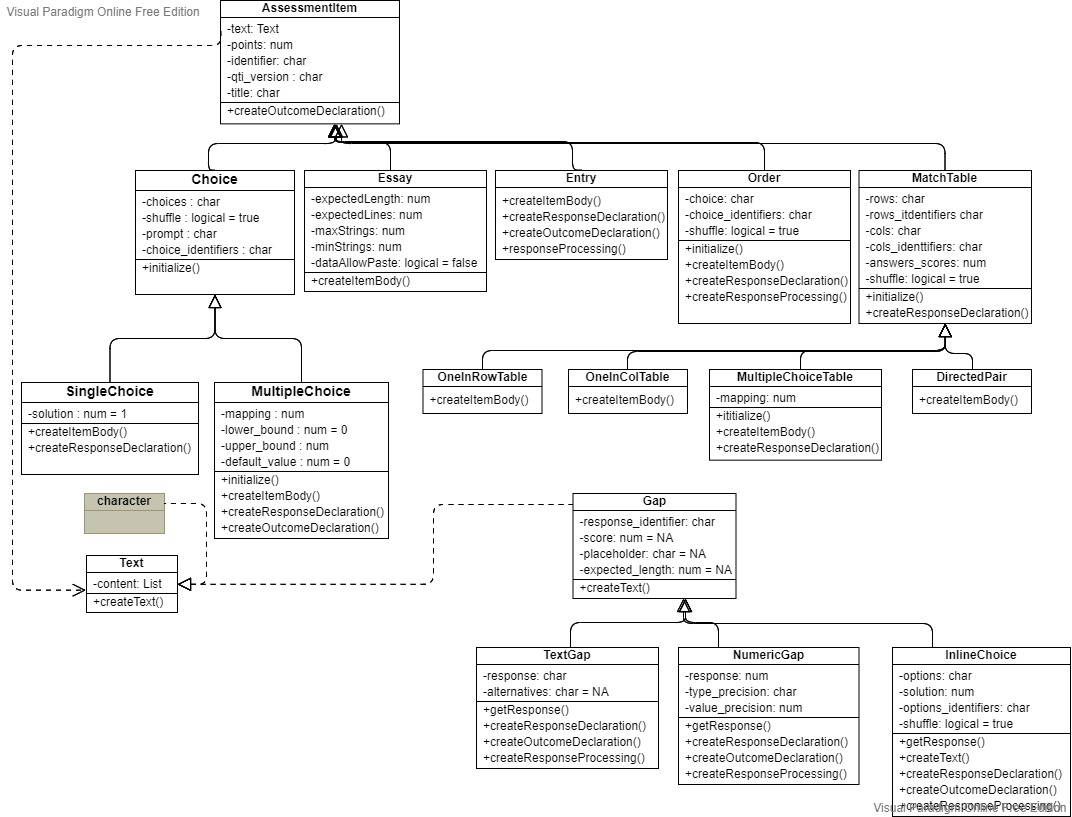 Visual Paradigm Online Free Edition
AssessmentItem
-text: Text
-points: num
-identifier: char
-qti_version : char
-title: char
+createOutcomeDeclaration()
Choice
-choices : char
-shuffle : logical = true
-prompt : char
-choice_identifiers : char
+initialize()
Essay
-expectedLength: num
-expectedLines: num
-maxStrings: num
-minStrings: num
-dataAllowPaste: logical = false
+createItemBody()
Entry
+createItemBody()
+createResponseDeclaration()
+createOutcomeDeclaration()
+responseProcessing()
Order
-choice: char
-choice_identifiers: char
-shuffle: logical = true
+initialize()
+createItemBody()
+createResponseDeclaration()
+createResponseProcessing()
MatchTable
-rows: char
-rows_itdentifiers char
-cols: char
-cols_identtifiers: char
-answers_scores: num
-shuffle: logical = true
+initialize()
+createResponseDeclaration()
SingleChoice
-solution : num = 1
+createItemBody()
+createResponseDeclaration()
MultipleChoice
-mapping : num
-lower_bound : num = 0
-upper_bound : num
-default_value : num = 0
+initialize()
+createItemBody()
+createResponseDeclaration()
+createOutcomeDeclaration()
OneInRowTable
+createItemBody()
OneInColTable
+createItemBody()
MultipleChoiceTable
-mapping: num
+ititialize()
+createItemBody()
+createResponseDeclaration()
DirectedPair
+createItemBody()
character
Text
-content: List
+createText()
Gap
-response_identifier: char
-score: num = NA
-placeholder: char = NA
-expected_length: num = NA
+createText()
TextGap
-response: char
-alternatives: char = NA
+getResponse()
+createResponseDeclaration()
+createOutcomeDeclaration()
+createResponseProcessing()
NumericGap
-response: num
-type_precision: char
-value_precision: num
+getResponse()
+createResponseDeclaration()
+createOutcomeDeclaration()
+createResponseProcessing()
InlineChoice
-options: char
-solution: num
-options_identifiers: char
-shuffle: logical = true
+getResponse()
+createText()
+createResponseDeclaration()
+createOutcomeDeclaration()
+createResponseProcessing()
Visual Paradigm Online Free Edition